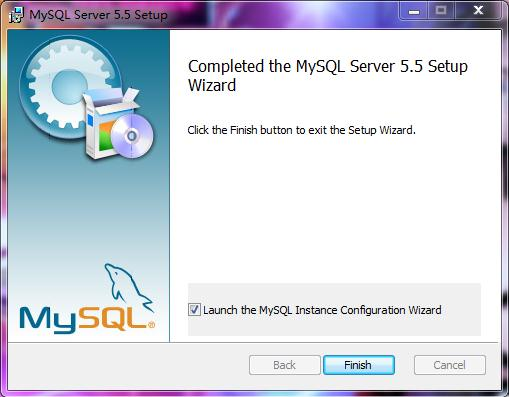 MySQL Server 5.5 Setup
Completed the MySQL Server 5.5 Setup
Wizard
Click the Finish button to exit the Setup Wizard.
MySQL®
Launch the MySQL Instance Configuration Wizard
Back
Finish
Cancel